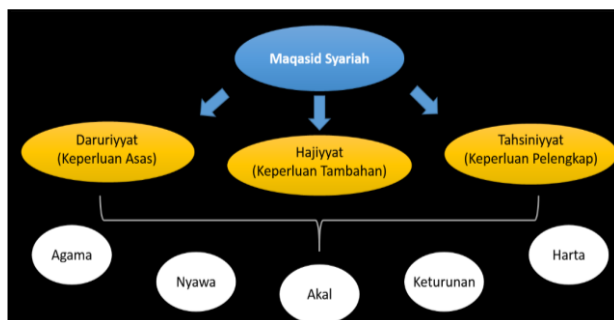 Maqasid Syariah
Daruriyyat
(Keperluan Asas)
Hajiyyat
(Keperluan Tambahan)
Tahsiniyyat
(Keperluan Pelengkap)
Agama
Nyawa
Akal
Keturunan
Harta